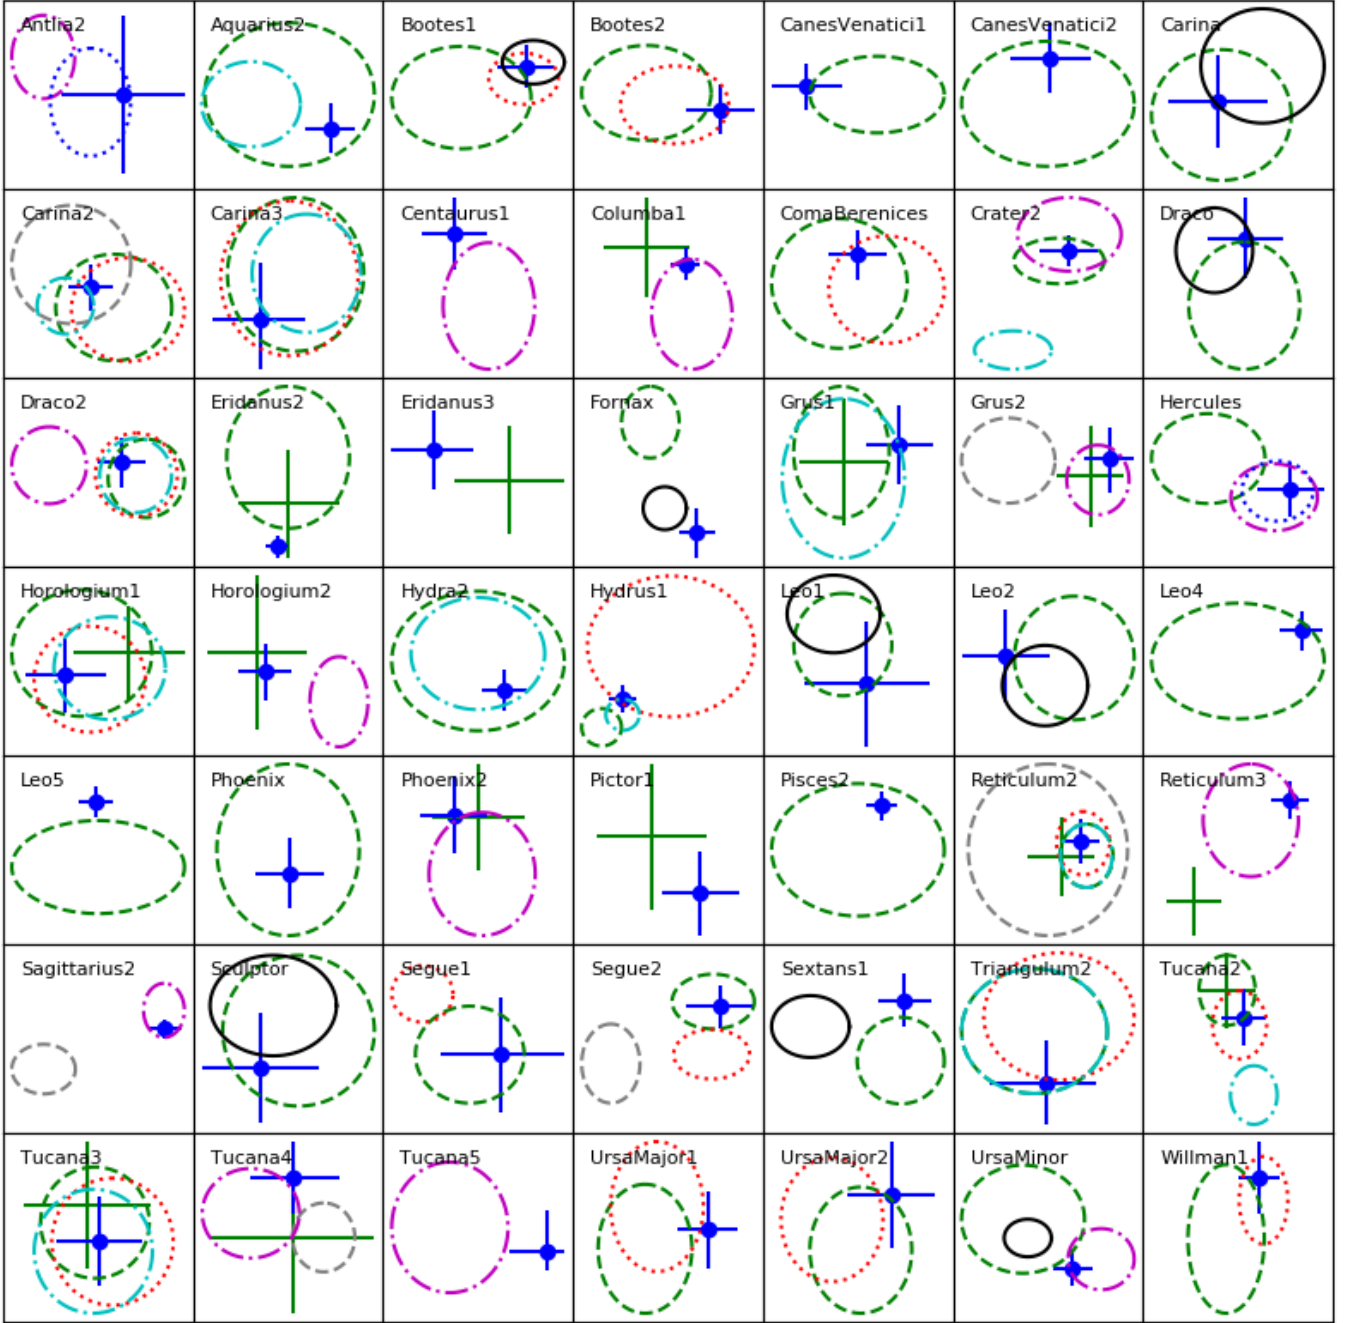 Antlia2
Aquarius2
Bootes1
Bootes2
CanesVenatici1
CanesVenatici2
Carina
Carina2
Carina3
Centaurus1
Columba1
ComaBerenices
Crater2
Draco
Draco2
Eridanus2
Eridanus3
Fornax
Grus1
Grus2
Hercules
Horologium1
Horologium2
Hydra2
Hydrus1
Leo1
Leo2
Leo4
Leo5
Phoenix
Phoenix2
Pictor1
Pisces2
Reticulum2
Reticulum3
Sagittarius2
Sculptor
Segue1
Segue2
Sextans1
Triangulum2
Tucana2
Tucana3
Tucana4
Tucana5
UrsaMajor1
UrsaMajor2
UrsaMinor
Willman1